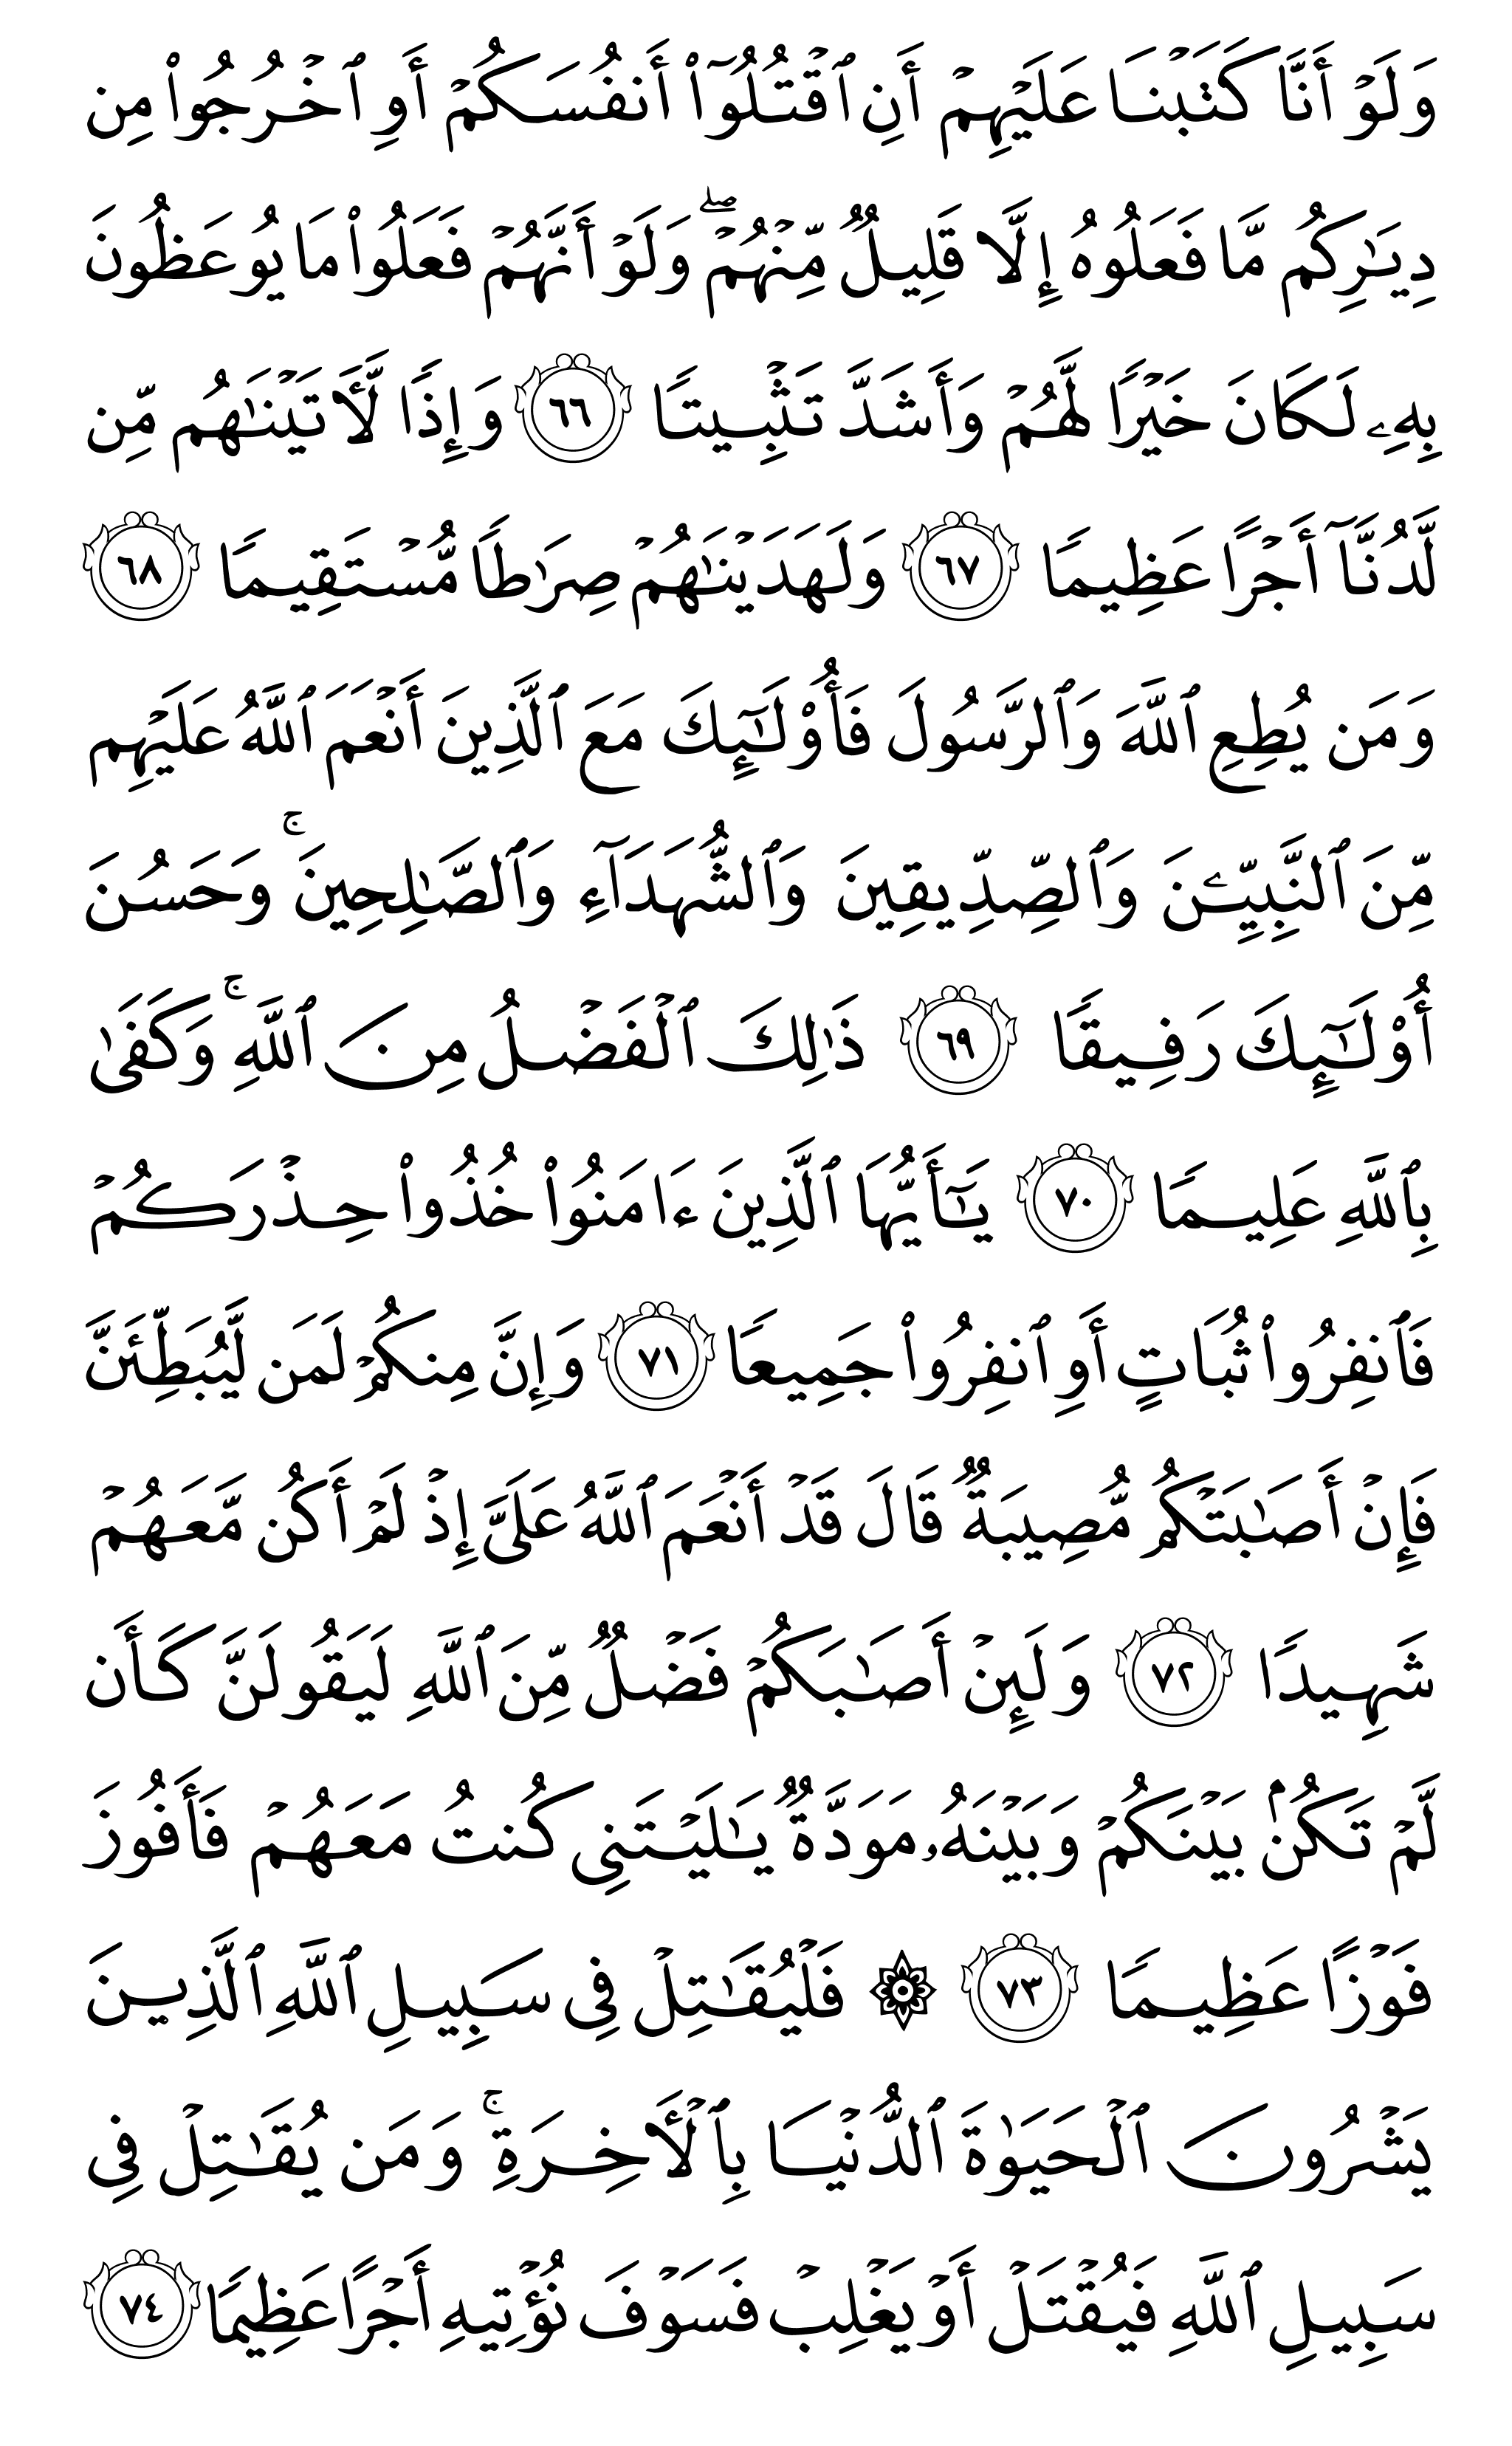 وَلَوۡ أَنَّا كَتَبۡنَا عَلَيۡهِمۡ أَنِ ٱقۡتُلُوٓاْ أَنفُسَكُمۡ أَوِ ٱخۡرُجُواْ مِن
دِيَٰرِكُم مَّا فَعَلُوهُ إِلَّا قَلِيلٞ مِّنۡهُمۡۖ وَلَوۡ أَنَّهُمۡ فَعَلُواْ مَا يُوعَظُونَ
بِهِۦ لَكَانَ خَيۡرٗا لَّهُمۡ وَأَشَدَّ تَثۡبِيتٗا ٦٦ وَإِذٗا لَّأٓتَيۡنَٰهُم مِّن
لَّدُنَّآ أَجۡرًا عَظِيمٗا ٦٧ وَلَهَدَيۡنَٰهُمۡ صِرَٰطٗا مُّسۡتَقِيمٗا ٦٨
وَمَن يُطِعِ ٱللَّهَ وَٱلرَّسُولَ فَأُوْلَٰٓئِكَ مَعَ ٱلَّذِينَ أَنۡعَمَ ٱللَّهُ عَلَيۡهِم
مِّنَ ٱلنَّبِيِّـۧنَ وَٱلصِّدِّيقِينَ وَٱلشُّهَدَآءِ وَٱلصَّٰلِحِينَۚ وَحَسُنَ
أُوْلَٰٓئِكَ رَفِيقٗا ٦٩ ذَٰلِكَ ٱلۡفَضۡلُ مِنَ ٱللَّهِۚ وَكَفَىٰ
بِٱللَّهِ عَلِيمٗا ٧٠ يَٰٓأَيُّهَا ٱلَّذِينَ ءَامَنُواْ خُذُواْ حِذۡرَكُمۡ
فَٱنفِرُواْ ثُبَاتٍ أَوِ ٱنفِرُواْ جَمِيعٗا ٧١ وَإِنَّ مِنكُمۡ لَمَن لَّيُبَطِّئَنَّ
فَإِنۡ أَصَٰبَتۡكُم مُّصِيبَةٞ قَالَ قَدۡ أَنۡعَمَ ٱللَّهُ عَلَيَّ إِذۡ لَمۡ أَكُن مَّعَهُمۡ
شَهِيدٗا ٧٢ وَلَئِنۡ أَصَٰبَكُمۡ فَضۡلٞ مِّنَ ٱللَّهِ لَيَقُولَنَّ كَأَن
لَّمۡ تَكُنۢ بَيۡنَكُمۡ وَبَيۡنَهُۥ مَوَدَّةٞ يَٰلَيۡتَنِي كُنتُ مَعَهُمۡ فَأَفُوزَ
فَوۡزًا عَظِيمٗا ٧٣ ۞ فَلۡيُقَٰتِلۡ فِي سَبِيلِ ٱللَّهِ ٱلَّذِينَ
يَشۡرُونَ ٱلۡحَيَوٰةَ ٱلدُّنۡيَا بِٱلۡأٓخِرَةِۚ وَمَن يُقَٰتِلۡ فِي
سَبِيلِ ٱللَّهِ فَيُقۡتَلۡ أَوۡ يَغۡلِبۡ فَسَوۡفَ نُؤۡتِيهِ أَجۡرًا عَظِيمٗا ٧٤